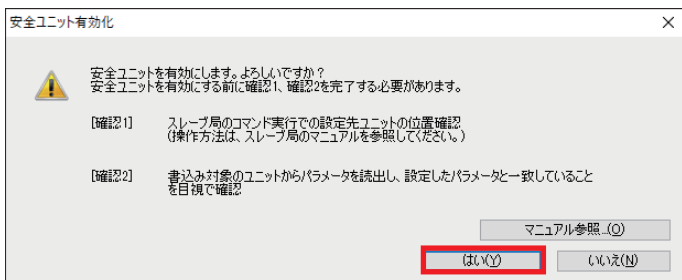 安全ユニット有効化
安全ユニットを有効にします。よろしいですか？
安全ユニットを有効にする前に確認1、確認2を完了する必要があります。
[確認1] スレーブ局のコマンド実行での設定先ユニットの位置確認
(操作方法は、スレーブ局のマニュアルを参照してください。)
[確認2] 書込み対象のユニットからパラメータを読出し、設定したパラメータと一致していること
を目視で確認
マニュアル参照...(O)
はい(Y) いいえ(N)